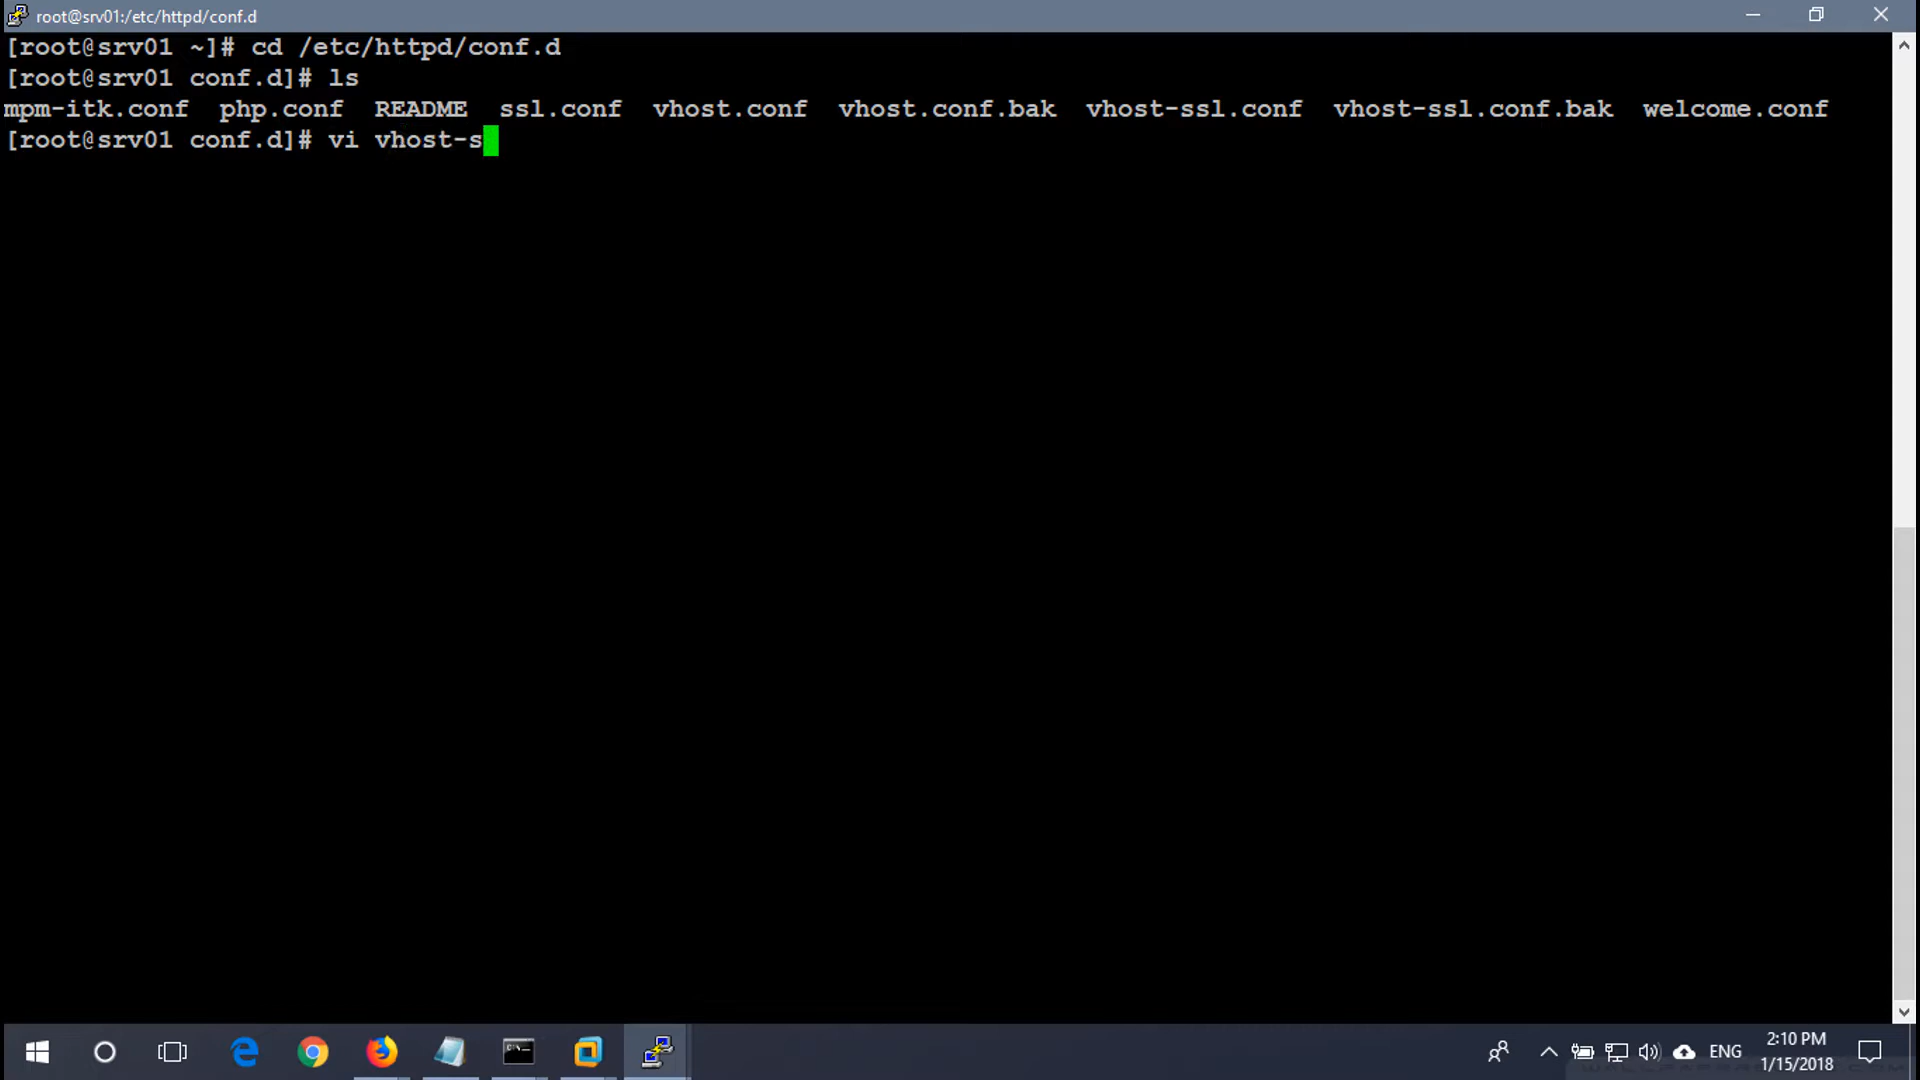 root@srv01:/etc/httpd/conf.d
[root@srv01 ~]# cd /etc/httpd/conf.d
[root@srv01 conf.d]# ls
mpm-itk.conf  php.conf  README  ssl.conf  vhost.conf  vhost.conf.bak  vhost-ssl.conf  vhost-ssl.conf.bak  welcome.conf
[root@srv01 conf.d]# vi vhost-s
ENG
2:10 PM
1/15/2018